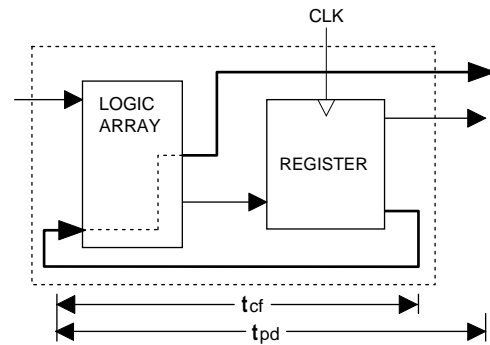 CLK
LOGIC
ARRAY
REGISTER
tcf
tpd